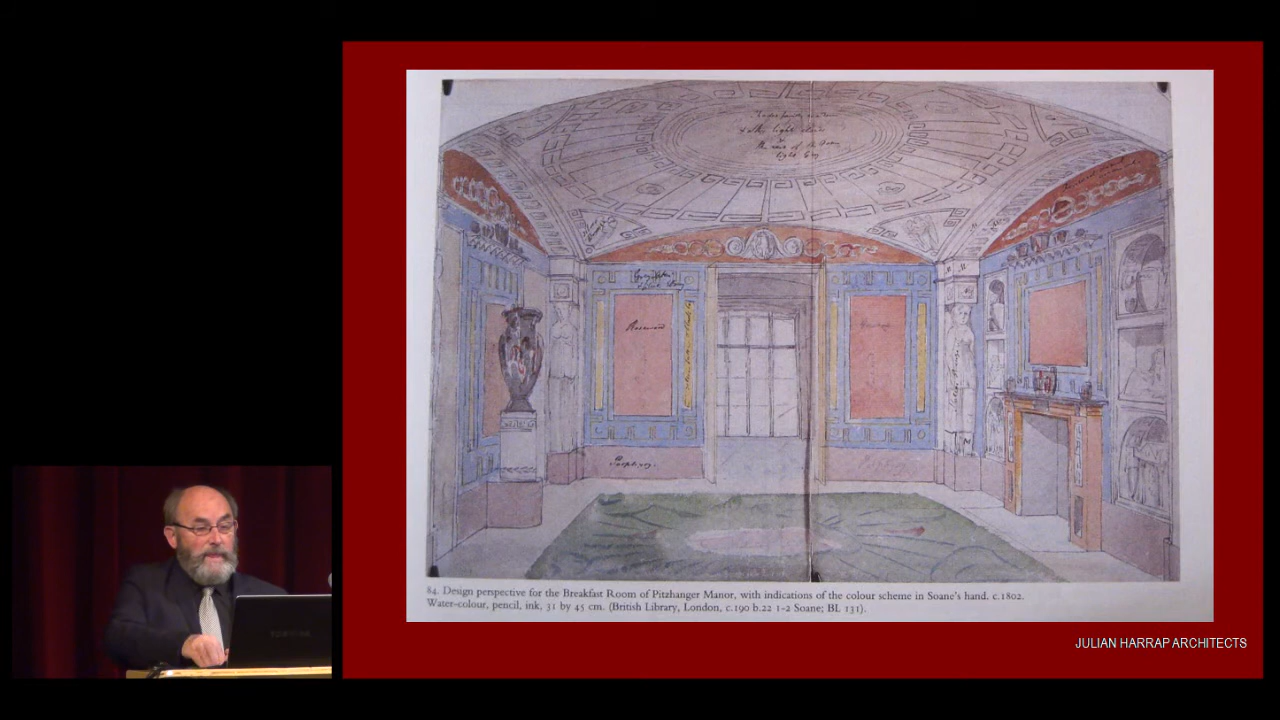 Rosewood
Porphyry.
84. Design perspective for the Breakfast Room of Pitzhanger Manor, with indications of the colour scheme in Soane's hand. c.1802.
Water-colour, pencil, ink, 31 by 45 cm. (British Library, London, c.190 b.22 1–2 Soane; BL 131).
JULIAN HARRAP ARCHITECTS